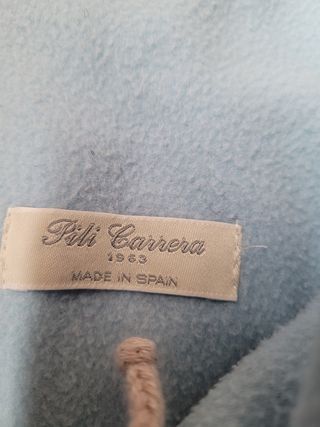 Pili Carrera
1963
MADE IN SPAIN